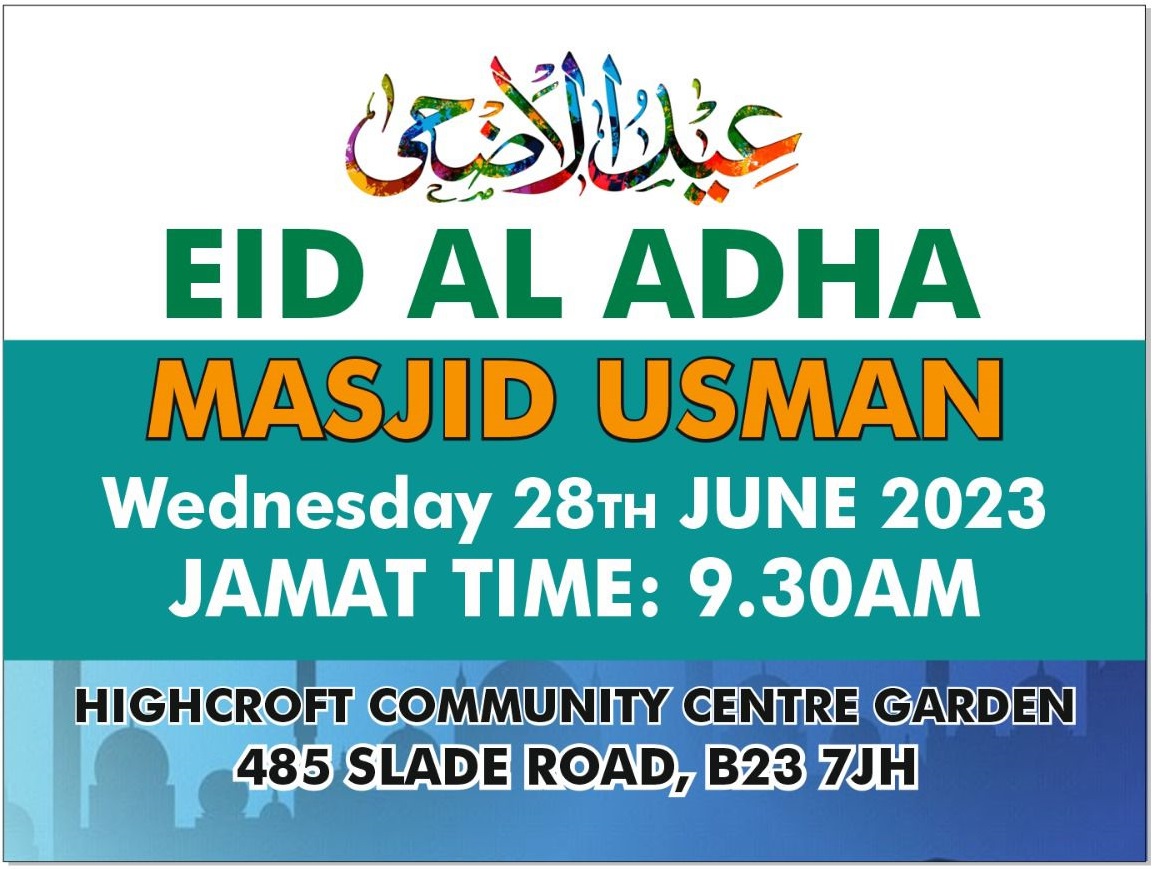 عيد الأضحى
EID AL ADHA
MASJID USMAN
Wednesday 28TH JUNE 2023
JAMAT TIME: 9.30AM
HIGHCROFT COMMUNITY CENTRE GARDEN
485 SLADE ROAD, B23 7JH